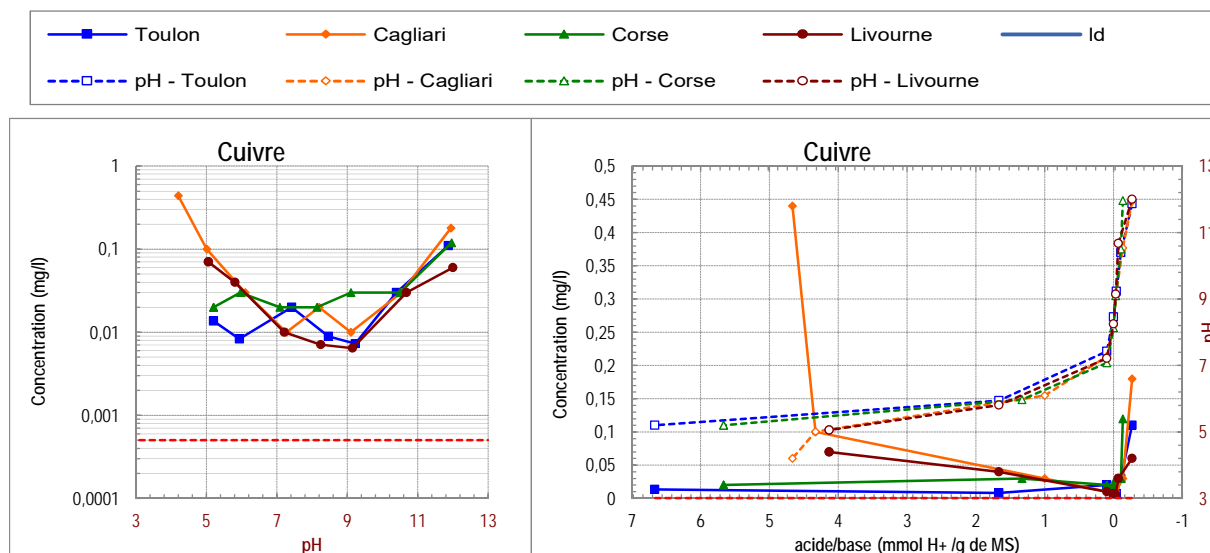 Toulon Cagliari Corse Livourne ld
pH - Toulon pH - Cagliari pH - Corse pH - Livourne
Cuivre
Concentration (mg/l)
1
0,1
0,01
0,001
0,0001
3 5 7 9 11 13
pH
Cuivre
Concentration (mg/l)
0,5
0,45
0,4
0,35
0,3
0,25
0,2
0,15
0,1
0,05
0
7 6 5 4 3 2 1 0 -1
acide/base (mmol H+ /g de MS)
13
11
9
7
5
3
pH